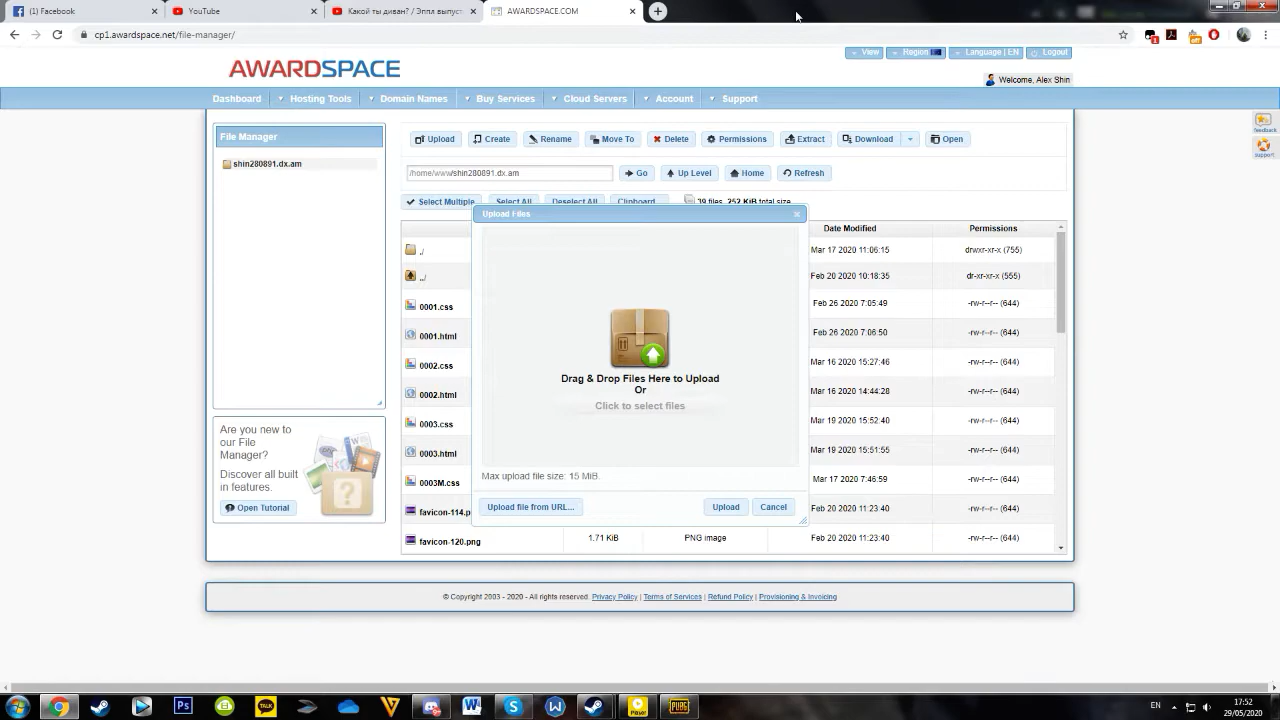 (1) Facebook
YouTube
Какой ты диван? / Эппл выпус
AWARDSPACE.COM
cp1.awardspace.net/file-manager/
1
off
View
Region
Language | EN
Logout
AWARDSPACE
Welcome, Alex Shin
Dashboard
Hosting Tools
Domain Names
Buy Services
Cloud Servers
Account
Support
feedback
support
File Manager
shin280891.dx.am
Upload
Create
Rename
Move To
Delete
Permissions
Extract
Download
Open
/home/www/shin280891.dx.am
Go
Up Level
Home
Refresh
Select Multiple
Select All
Deselect All
Clipboard
39 files, 252 KiB total size
Upload Files
Date Modified
Permissions
./
Mar 17 2020 11:06:15
drwxr-xr-x (755)
../
Feb 20 2020 10:18:35
dr-xr-xr-x (555)
0001.css
Feb 26 2020 7:05:49
-rw-r--r-- (644)
0001.html
Feb 26 2020 7:06:50
-rw-r--r-- (644)
0002.css
Mar 16 2020 15:27:46
-rw-r--r-- (644)
0002.html
Mar 16 2020 14:44:28
-rw-r--r-- (644)
0003.css
Mar 19 2020 15:52:40
-rw-r--r-- (644)
0003.html
Mar 19 2020 15:51:55
-rw-r--r-- (644)
0003M.css
Mar 17 2020 7:46:59
-rw-r--r-- (644)
favicon-114.p
Feb 20 2020 11:23:40
-rw-r--r-- (644)
favicon-120.png
1.71 KiB
PNG image
Feb 20 2020 11:23:40
-rw-r--r-- (644)
Drag & Drop Files Here to Upload
Or
Click to select files
Max upload file size: 15 MiB.
Upload file from URL...
Upload
Cancel
Are you new to
our File
Manager?
Discover all built
in features.
Open Tutorial
© Copyright 2003 - 2020 - All rights reserved. Privacy Policy | Terms of Services | Refund Policy | Provisioning & Invoicing
Ps
TALK
W
S
PUBG
EN
17:52
29/05/2020